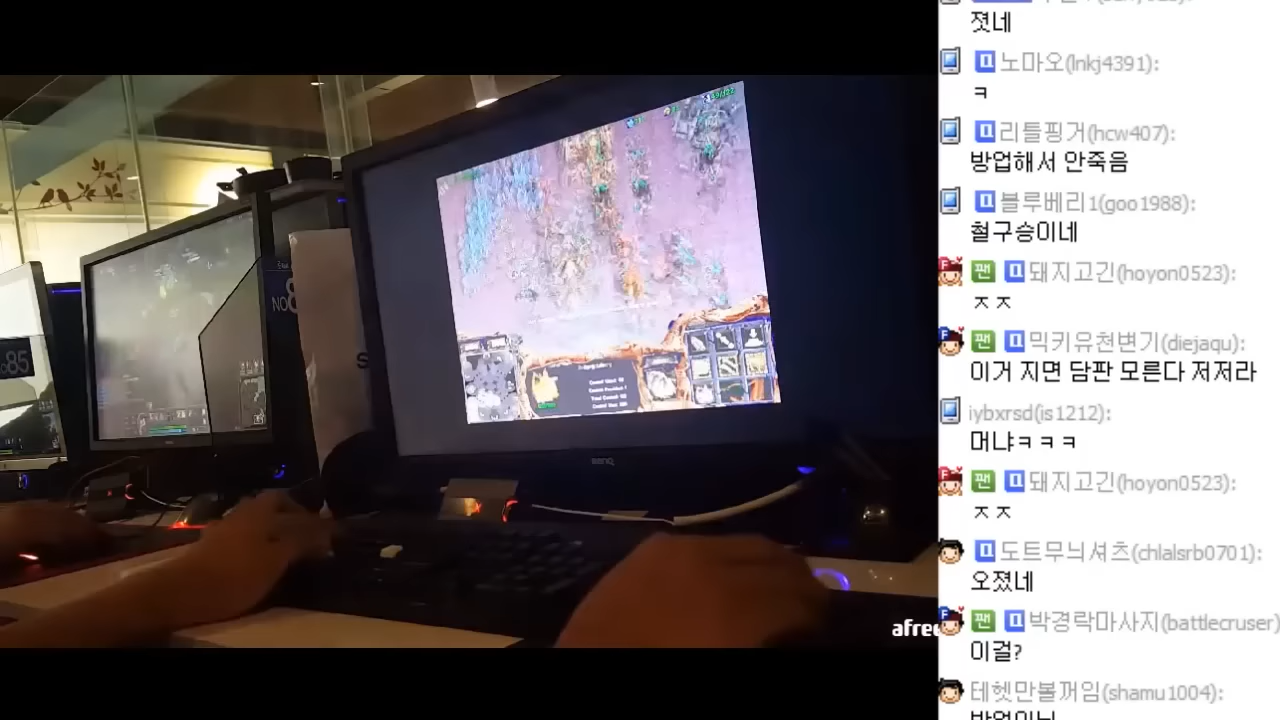 졋네
노마오(lnkj4391):
ㅋ
리틀핑거(hcw407):
방업해서 안죽음
블루베리1(goo1988):
철구승이네
팬 돼지고긴(hoyon0523):
ㅈㅈ
팬 믹키유천변기(diejaqu):
이거 지면 담판 모른다 저저라
iybxrsd(is1212):
머냐ㅋㅋㅋ
팬 돼지고긴(hoyon0523):
ㅈㅈ
도트무늬셔츠(chlalsrb0701):
오졌네
팬 박경락마사지(battlecruser)
이걸?
테헷만볼꺼임(shamu1004):
NO8
85
BenQ
afree